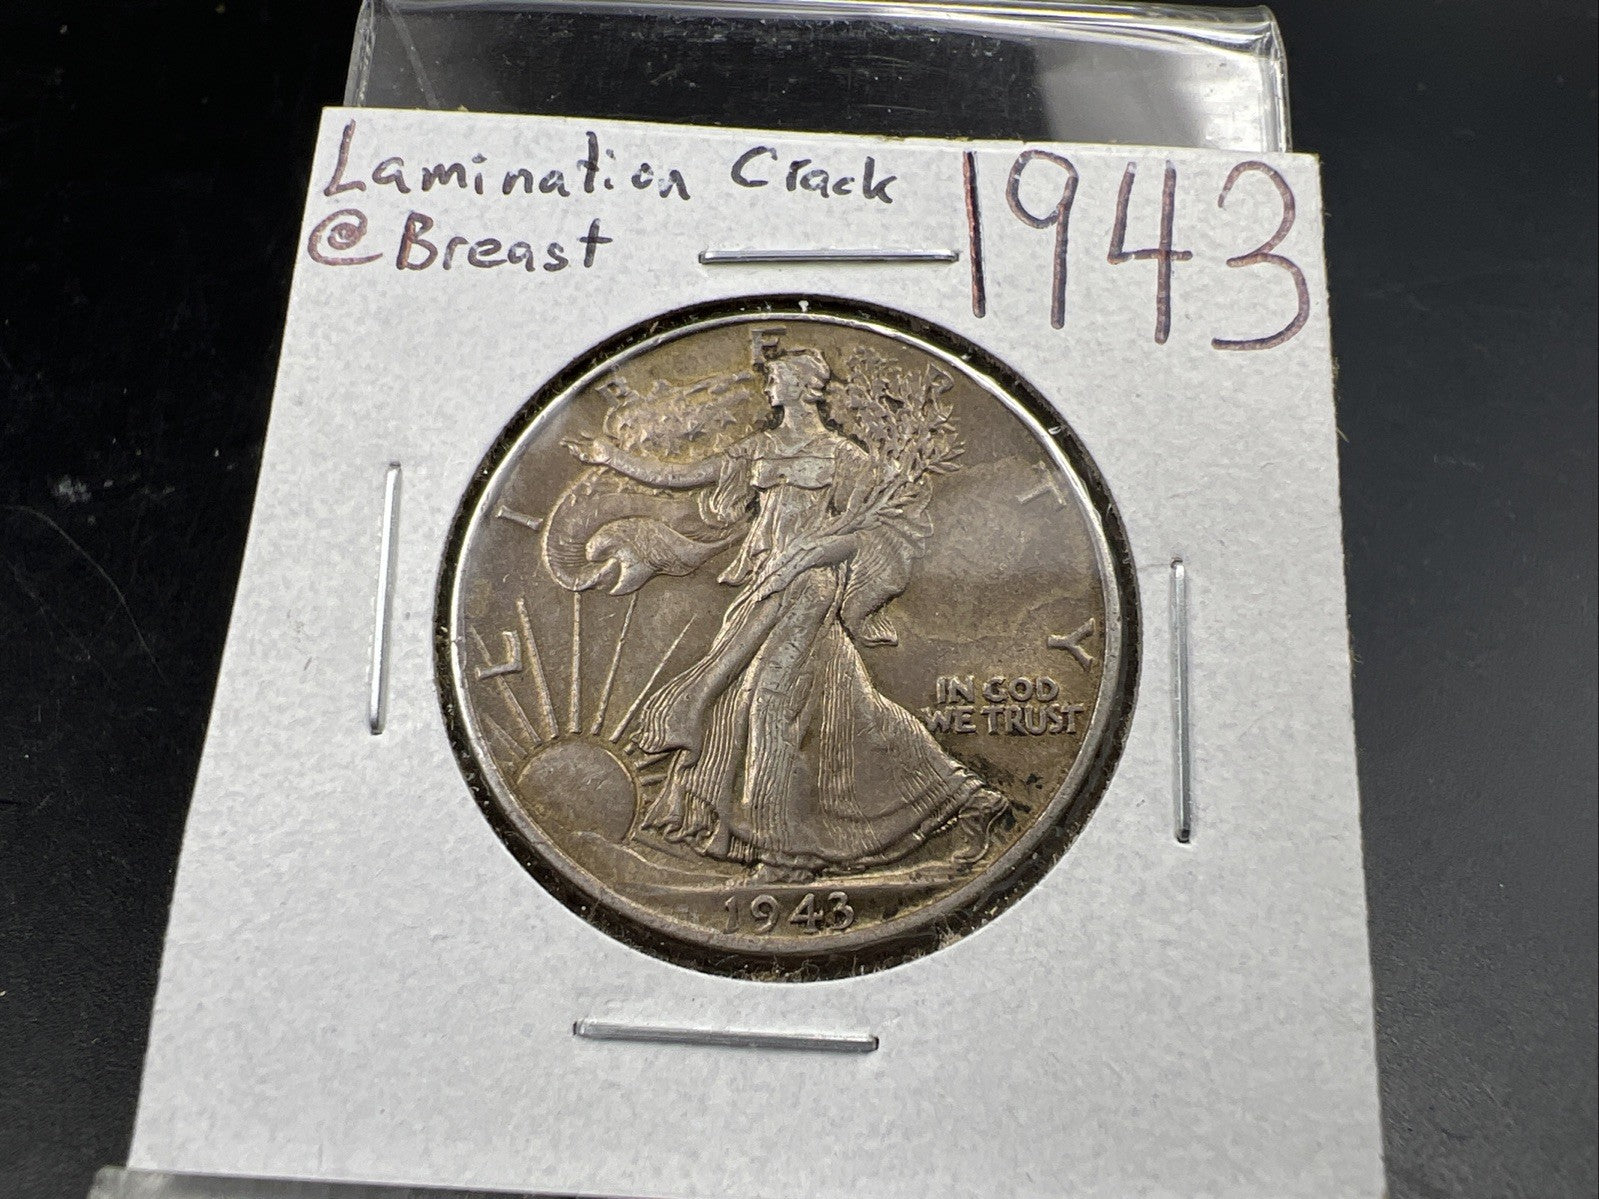 Lamination Crack
@ Breast
1943
LIBERTY
IN GOD
WE TRUST
1943